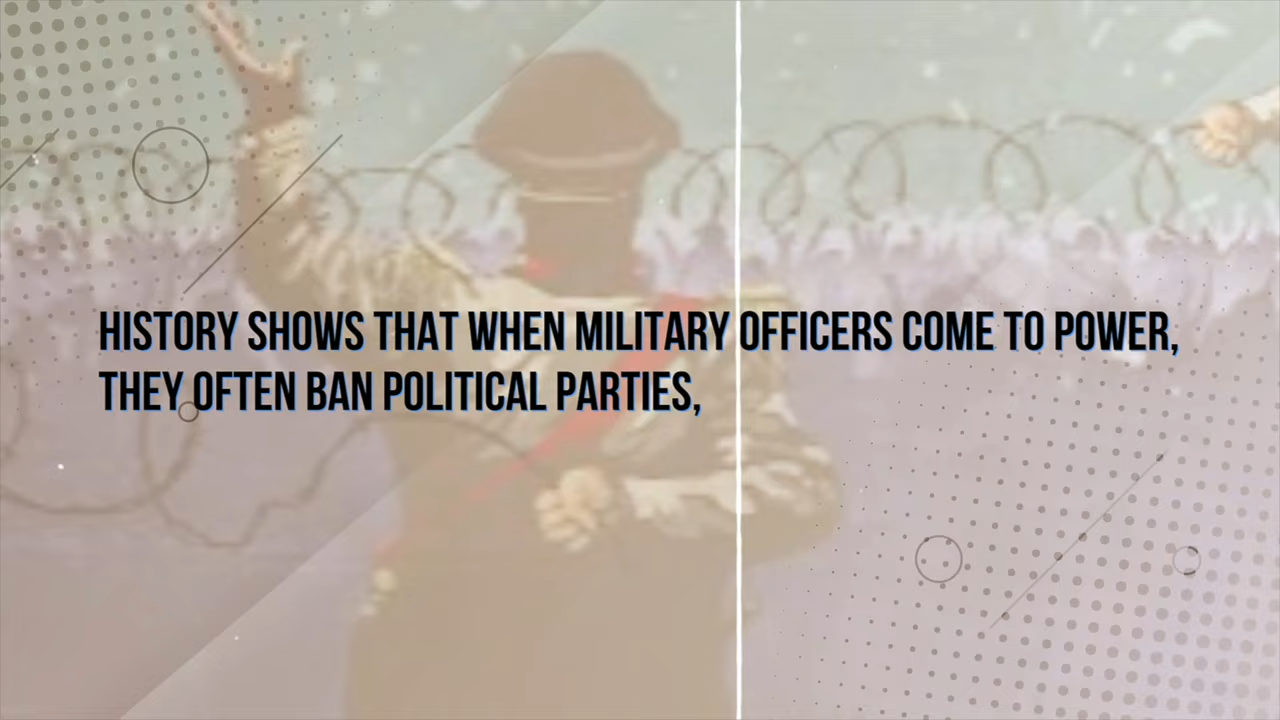 HISTORY SHOWS THAT WHEN MILITARY OFFICERS COME TO POWER,
THEY OFTEN BAN POLITICAL PARTIES,